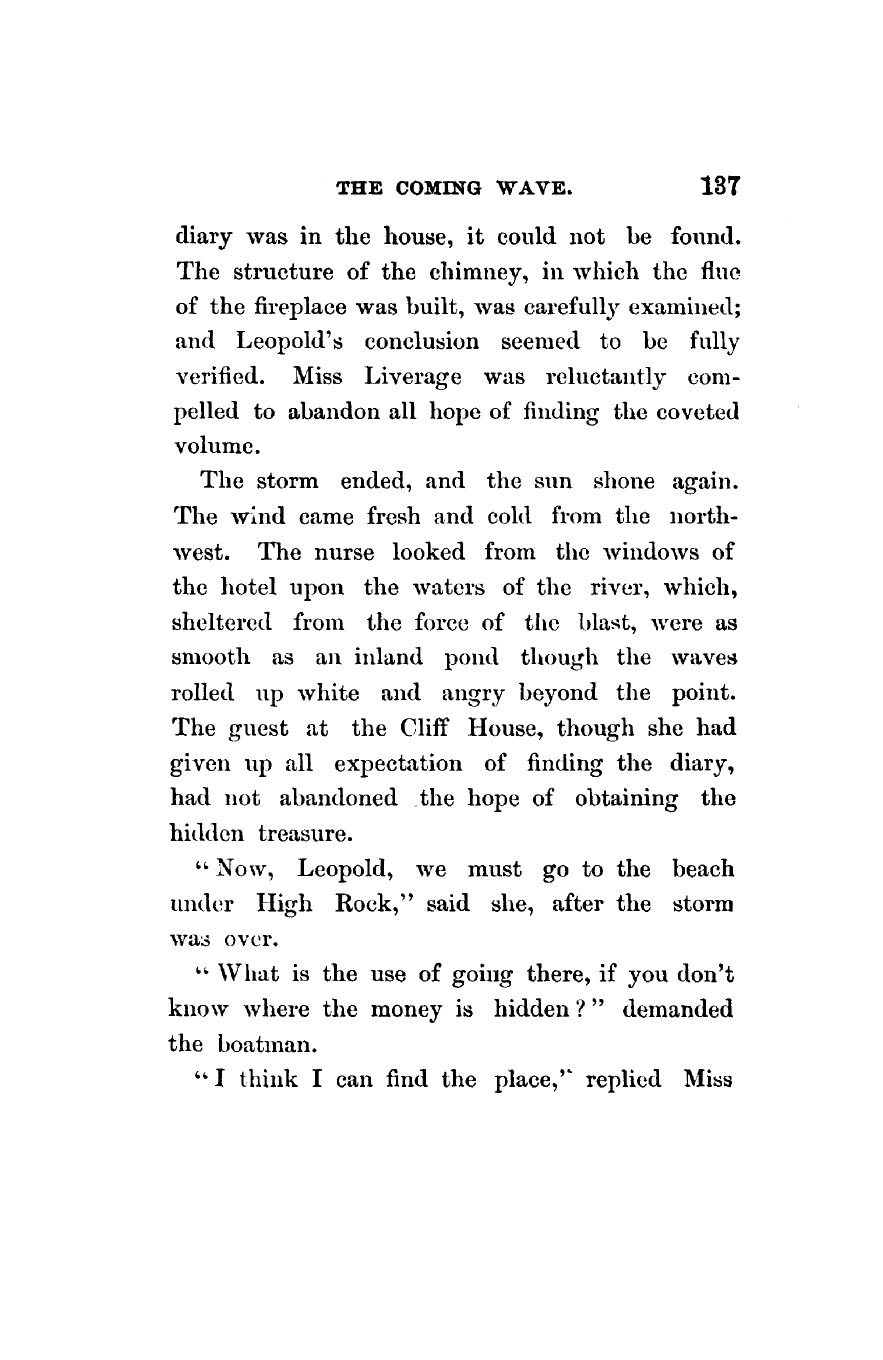 THE COMING WAVE. 137
diary was in the house, it could not be found.
The structure of the chimney, in which the flue
of the fireplace was built, was carefully examined;
and Leopold's conclusion seemed to be fully
verified. Miss Liverage was reluctantly com-
pelled to abandon all hope of finding the coveted
volume.
The storm ended, and the sun shone again.
The wind came fresh and cold from the north-
west. The nurse looked from the windows of
the hotel upon the waters of the river, which,
sheltered from the force of the blast, were as
smooth as an inland pond though the waves
rolled up white and angry beyond the point.
The guest at the Cliff House, though she had
given up all expectation of finding the diary,
had not abandoned the hope of obtaining the
hidden treasure.
"Now, Leopold, we must go to the beach
under High Rock," said she, after the storm
was over.
"What is the use of going there, if you don't
know where the money is hidden?" demanded
the boatman.
"I think I can find the place," replied Miss